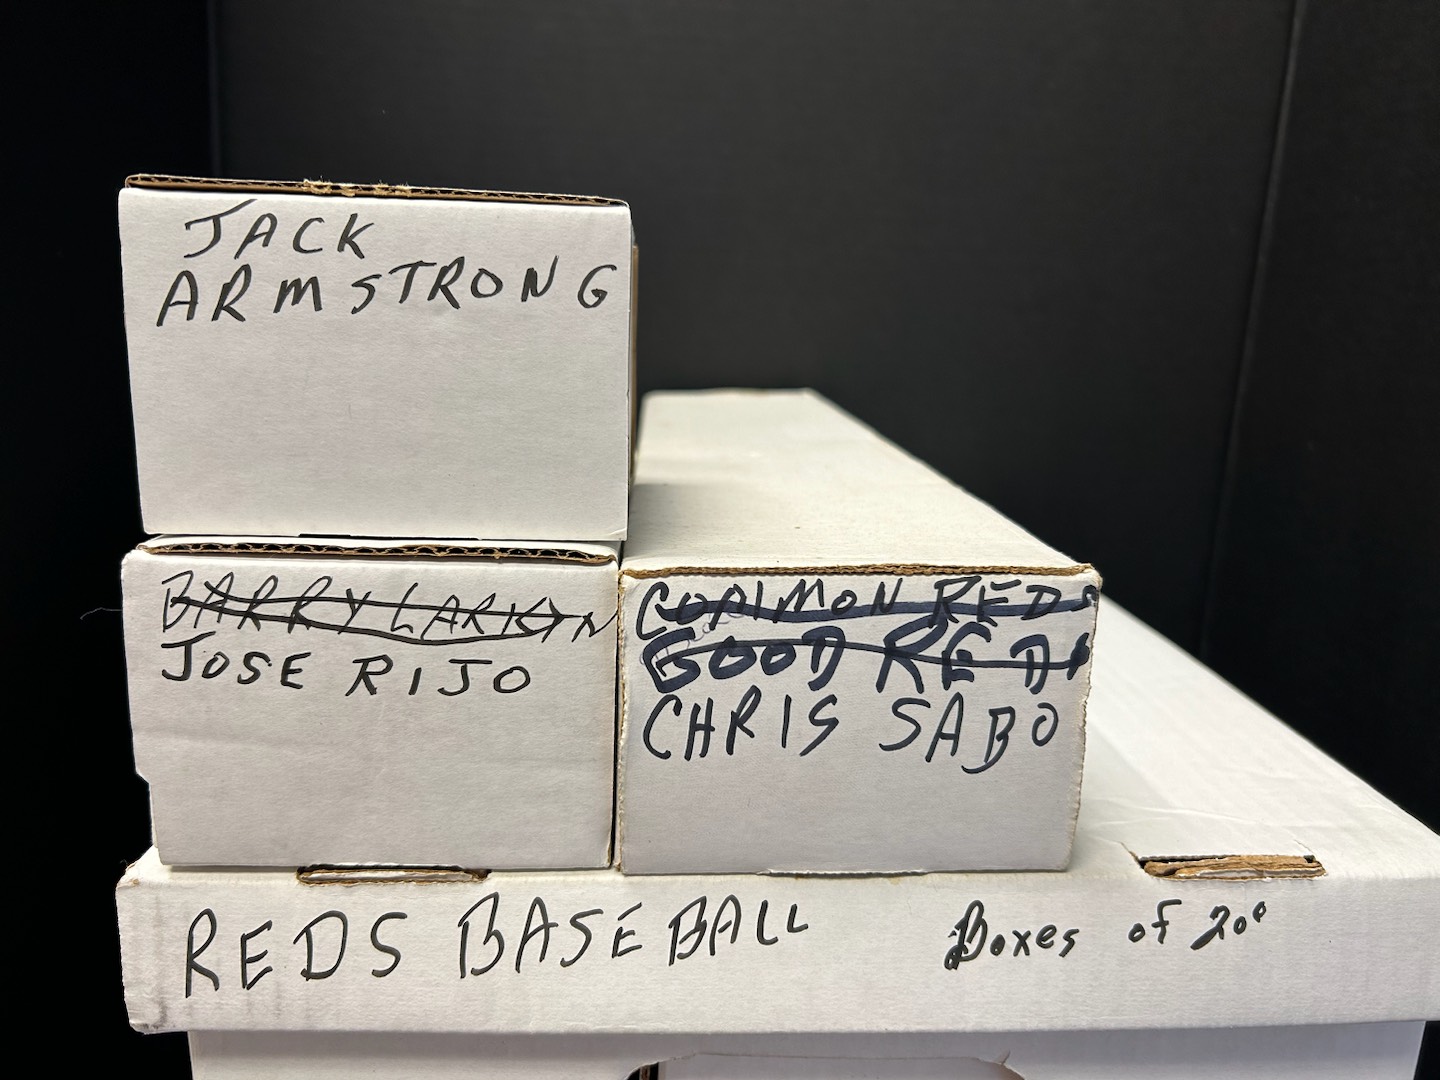 JACK
ARMSTRONG
BARRY LARKIN
JOSE RIJO
COMMON REDS
GOOD REDS
CHRIS SABO
REDS BASEBALL
Boxes of 200